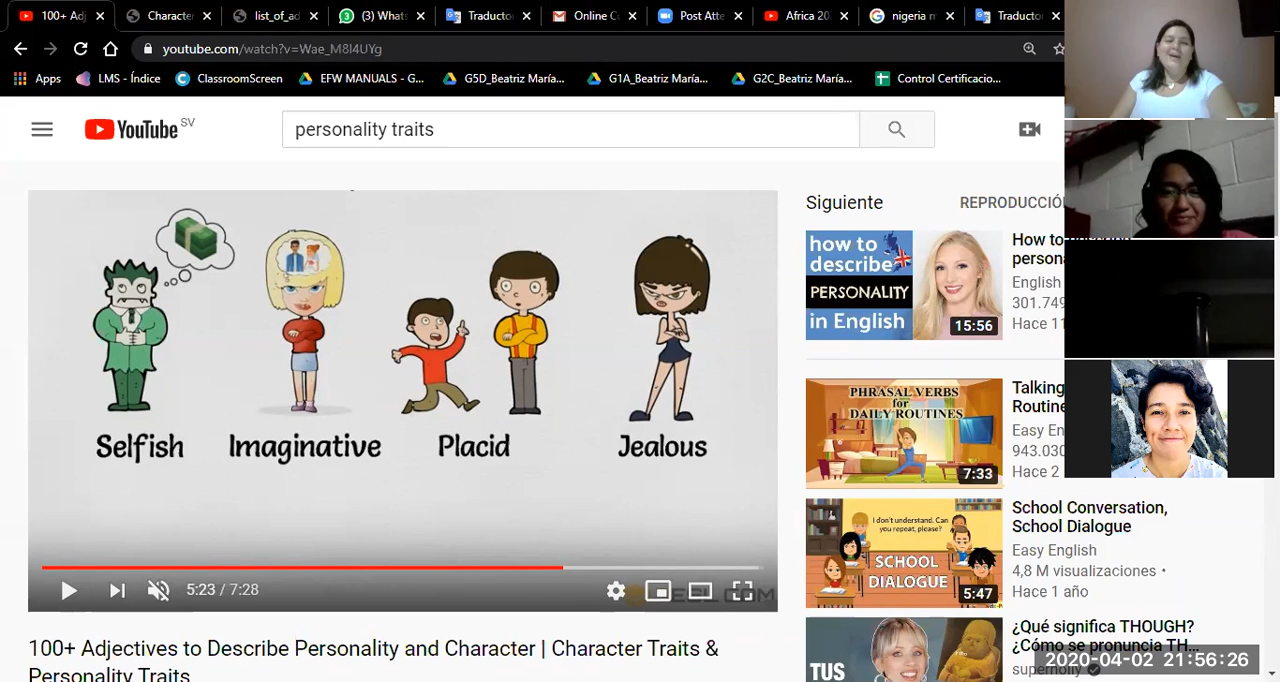 100+ Adj
Character
list_of_ad
(3) Whats
Traducto
Online C
Post Atte
Africa 20
nigeria m
Traducto
youtube.com/watch?v=Wae_M8I4UYg
Apps
LMS - Índice
ClassroomScreen
EFW MANUALS - G...
G5D_Beatriz María...
G1A_Beatriz María...
G2C_Beatriz María...
Control Certificacio...
YouTube SV
personality traits
Selfish
Imaginative
Placid
Jealous
5:23 / 7:28
100+ Adjectives to Describe Personality and Character | Character Traits &
Personality Traits
Siguiente
REPRODUCCIÓ
how to
describe
PERSONALITY
in English
15:56
How to describe
persona
English
301.749
Hace 11
PHRASAL VERBS
for
DAILY ROUTINES
7:33
Talking
Routine
Easy En
943.030
Hace 2
I don't understand. Can
you repeat, please?
SCHOOL
DIALOGUE
5:47
School Conversation,
School Dialogue
Easy English
4,8 M visualizaciones •
Hace 1 año
TUS
¿Qué significa THOUGH?
¿Cómo se pronuncia TH...
superholly
2020-04-02 21:56:26